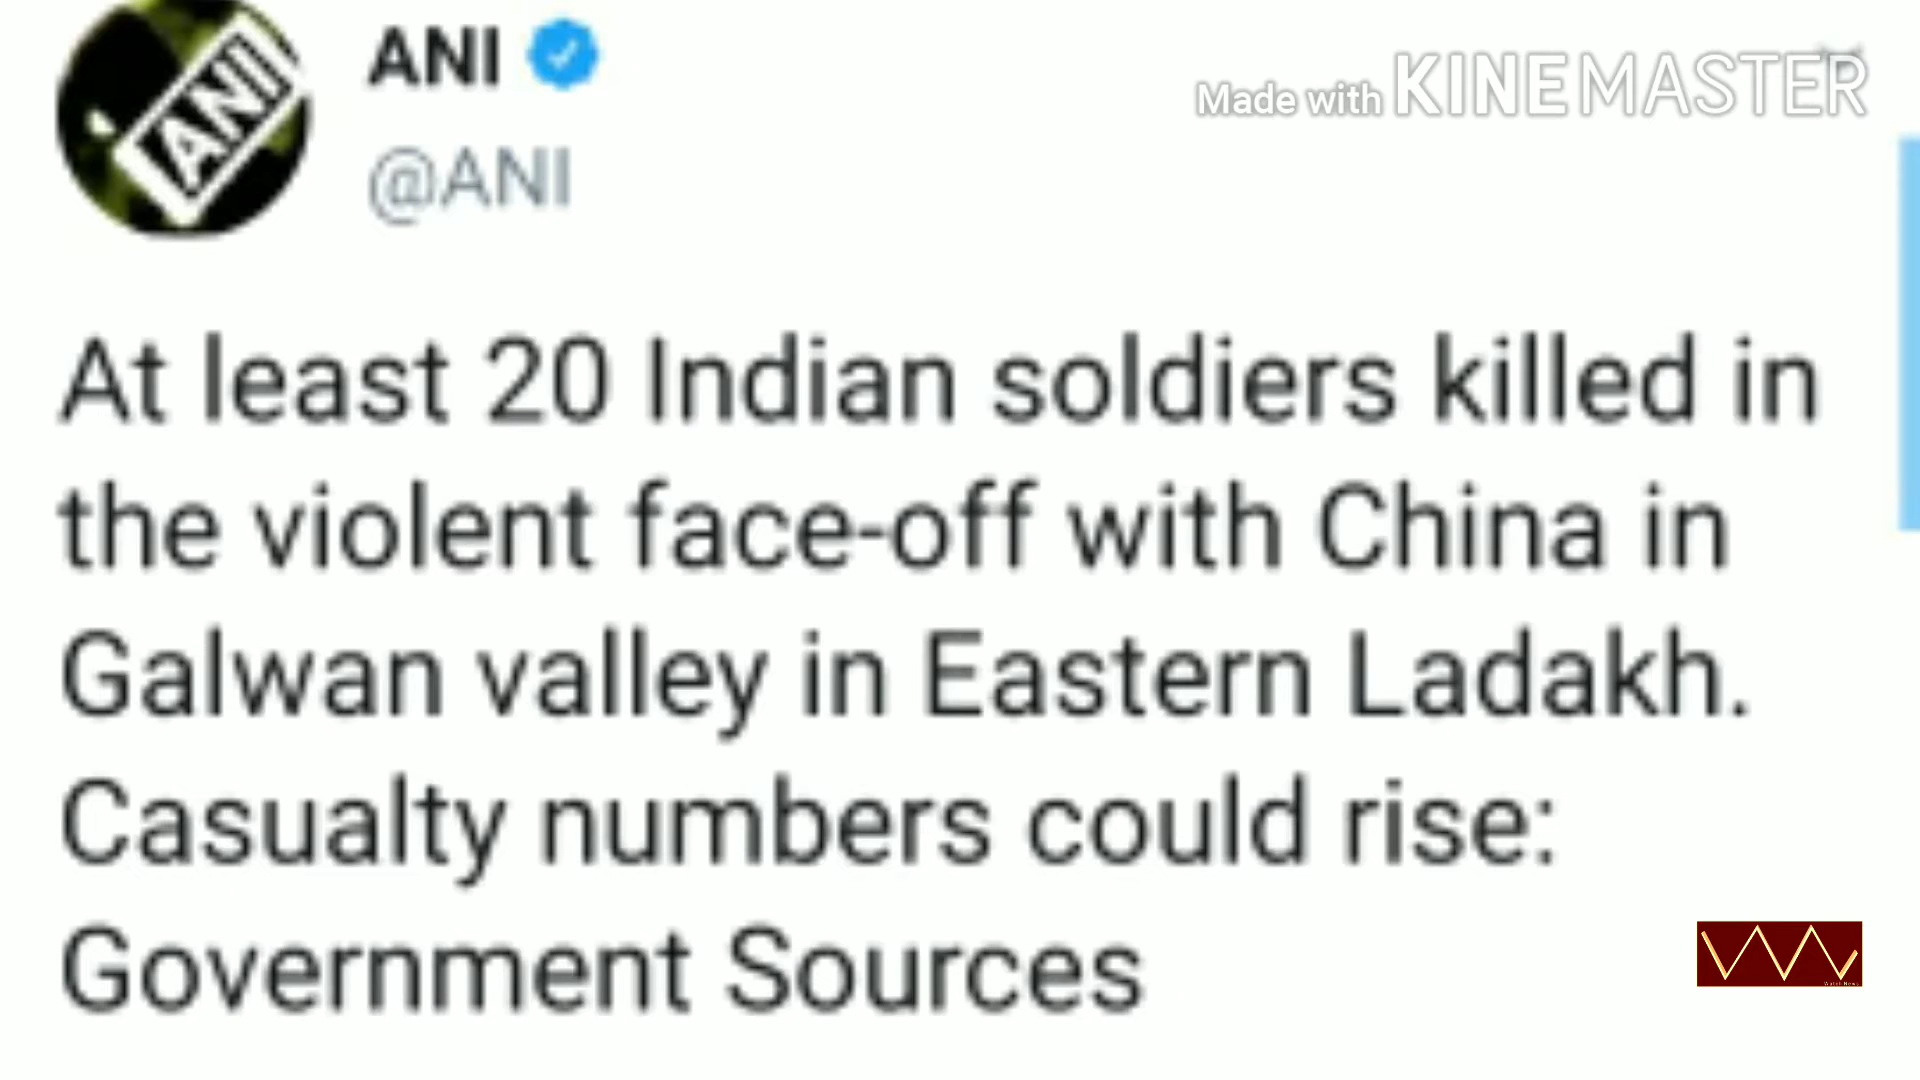 ANI
ANI
@ANI
Made with KINEMASTER
At least 20 Indian soldiers killed in
the violent face-off with China in
Galwan valley in Eastern Ladakh.
Casualty numbers could rise:
Government Sources